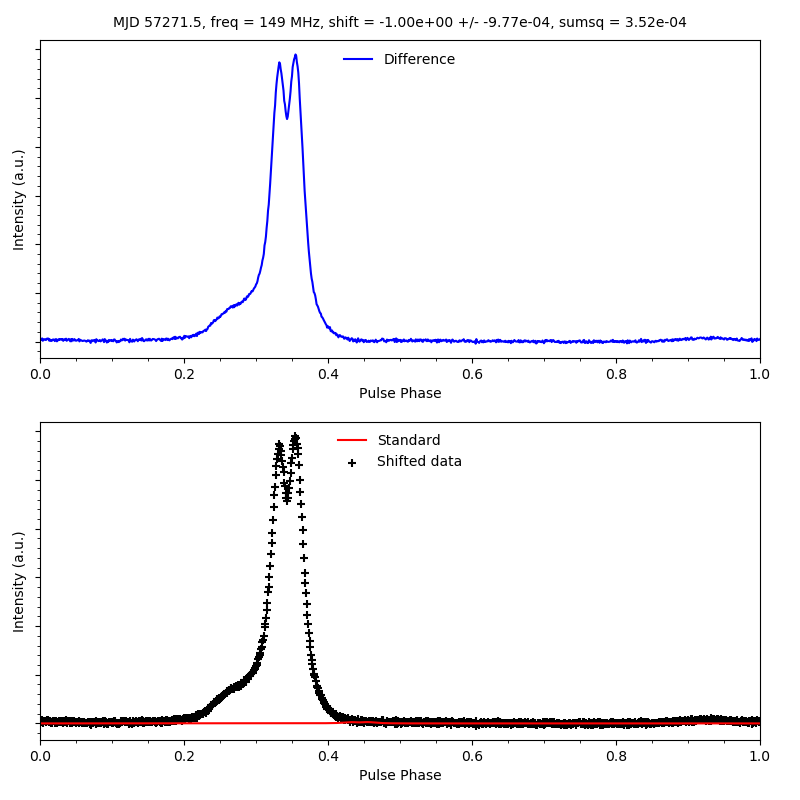 MJD 57271.5, freq = 149 MHz, shift = -1.00e+00 +/- -9.77e-04, sumsq = 3.52e-04
Difference
Intensity (a.u.)
0.0 0.2 0.4 0.6 0.8 1.0
Pulse Phase
Standard
Shifted data
Intensity (a.u.)
0.0 0.2 0.4 0.6 0.8 1.0
Pulse Phase